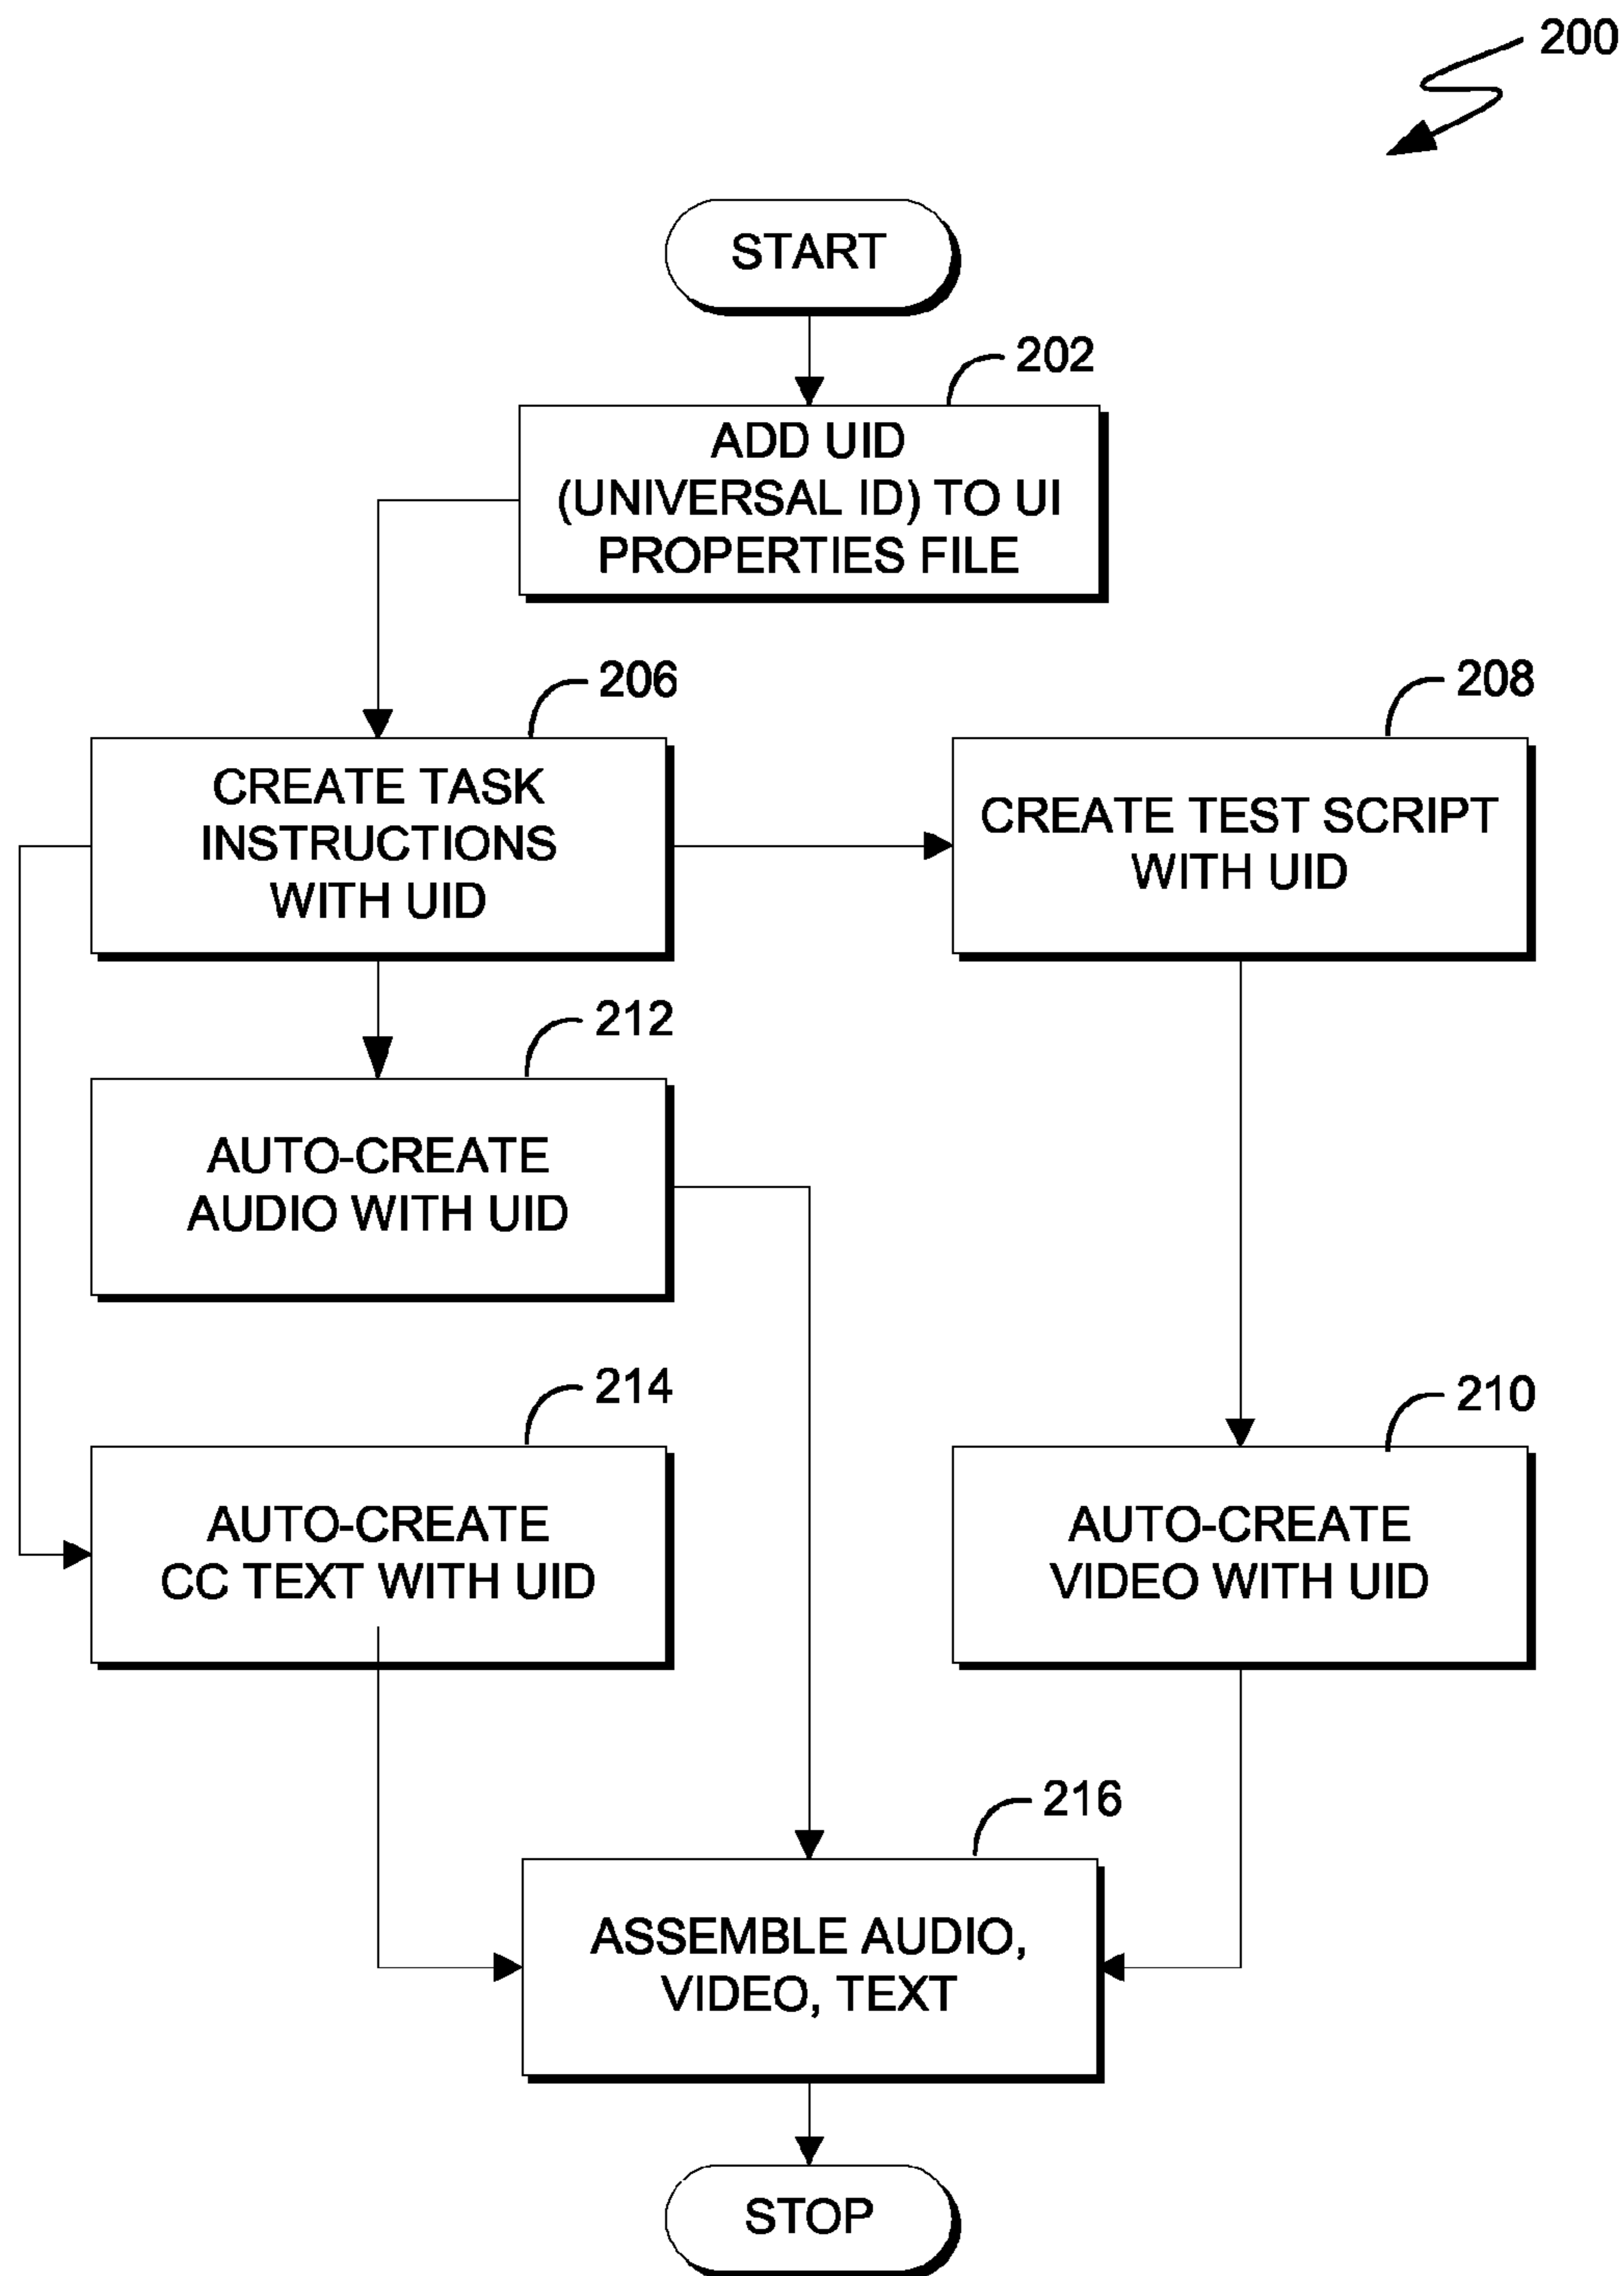 200
START
202
ADD UID
(UNIVERSAL ID) TO UI
PROPERTIES FILE
206
CREATE TASK
INSTRUCTIONS
WITH UID
208
CREATE TEST SCRIPT
WITH UID
212
AUTO-CREATE
AUDIO WITH UID
214
AUTO-CREATE
CC TEXT WITH UID
210
AUTO-CREATE
VIDEO WITH UID
216
ASSEMBLE AUDIO,
VIDEO, TEXT
STOP